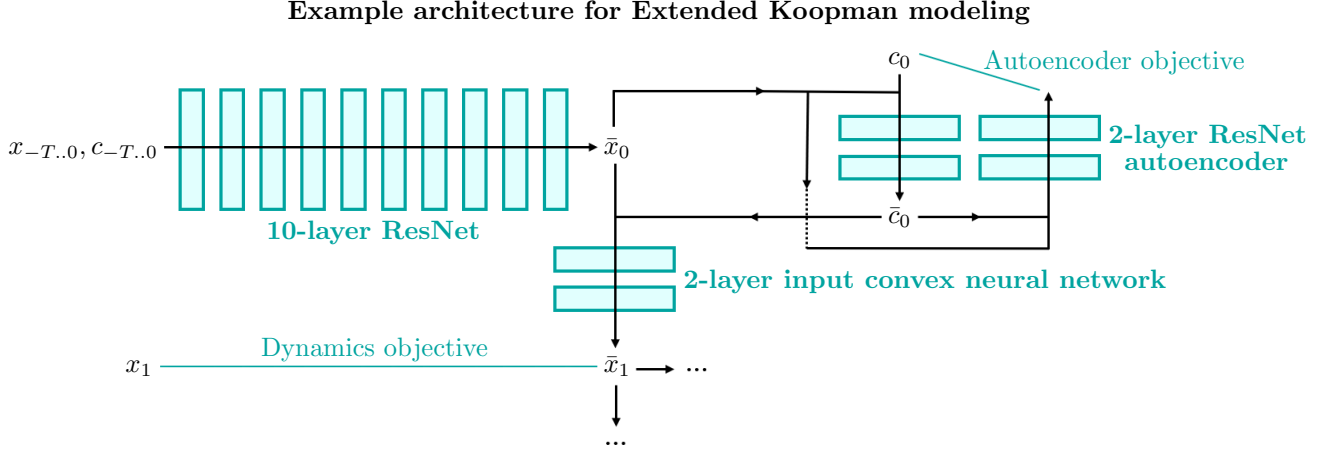 Example architecture for Extended Koopman modeling
c₀
Autoencoder objective
x₋T..0, c₋T..0
x̄₀
2-layer ResNet
autoencoder
c̄₀
10-layer ResNet
2-layer input convex neural network
Dynamics objective
x₁
x̄₁
...
...